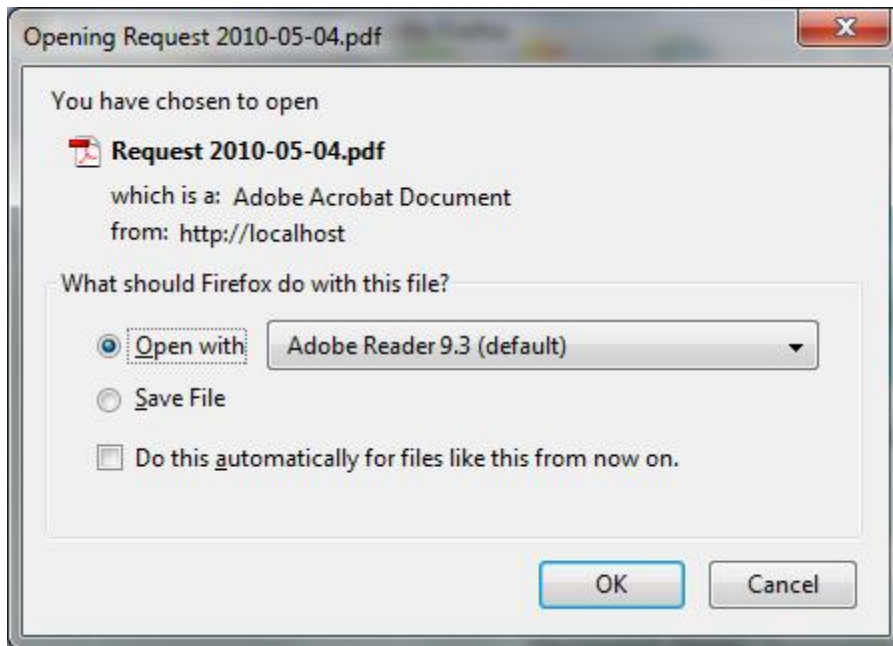 Opening Request 2010-05-04.pdf
You have chosen to open
Request 2010-05-04.pdf
which is a: Adobe Acrobat Document
from: http://localhost
What should Firefox do with this file?
Open with Adobe Reader 9.3 (default)
Save File
Do this automatically for files like this from now on.
OK Cancel